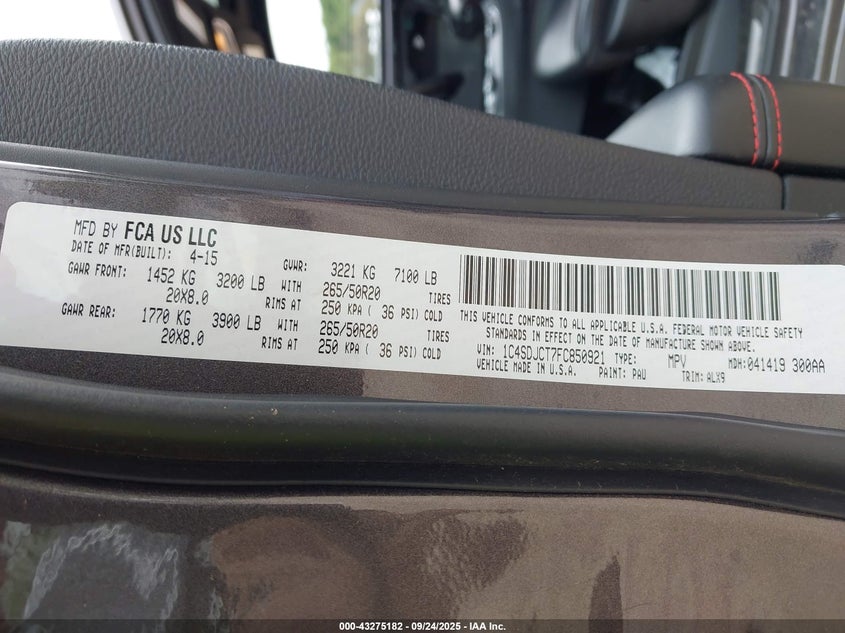 MFD BY FCA US LLC
DATE OF MFR(BUILT): 4-15 GVWR: 3221 KG 7100 LB
GAWR FRONT: 1452 KG 3200 LB WITH 265/50R20 TIRES
20X8.0 RIMS AT 250 KPA ( 36 PSI) COLD
GAWR REAR: 1770 KG 3900 LB WITH 265/50R20 TIRES
20X8.0 RIMS AT 250 KPA ( 36 PSI) COLD
THIS VEHICLE CONFORMS TO ALL APPLICABLE U.S.A. FEDERAL MOTOR VEHICLE SAFETY
STANDARDS IN EFFECT ON THE DATE OF MANUFACTURE SHOWN ABOVE.
VIN: 1C4SDJCT7FC850921 TYPE: MPV MDH: 041419 300AA
VEHICLE MADE IN U.S.A. PAINT: PAU TRIM: ALX9
000-43275182 - 09/24/2025 - IAA Inc.